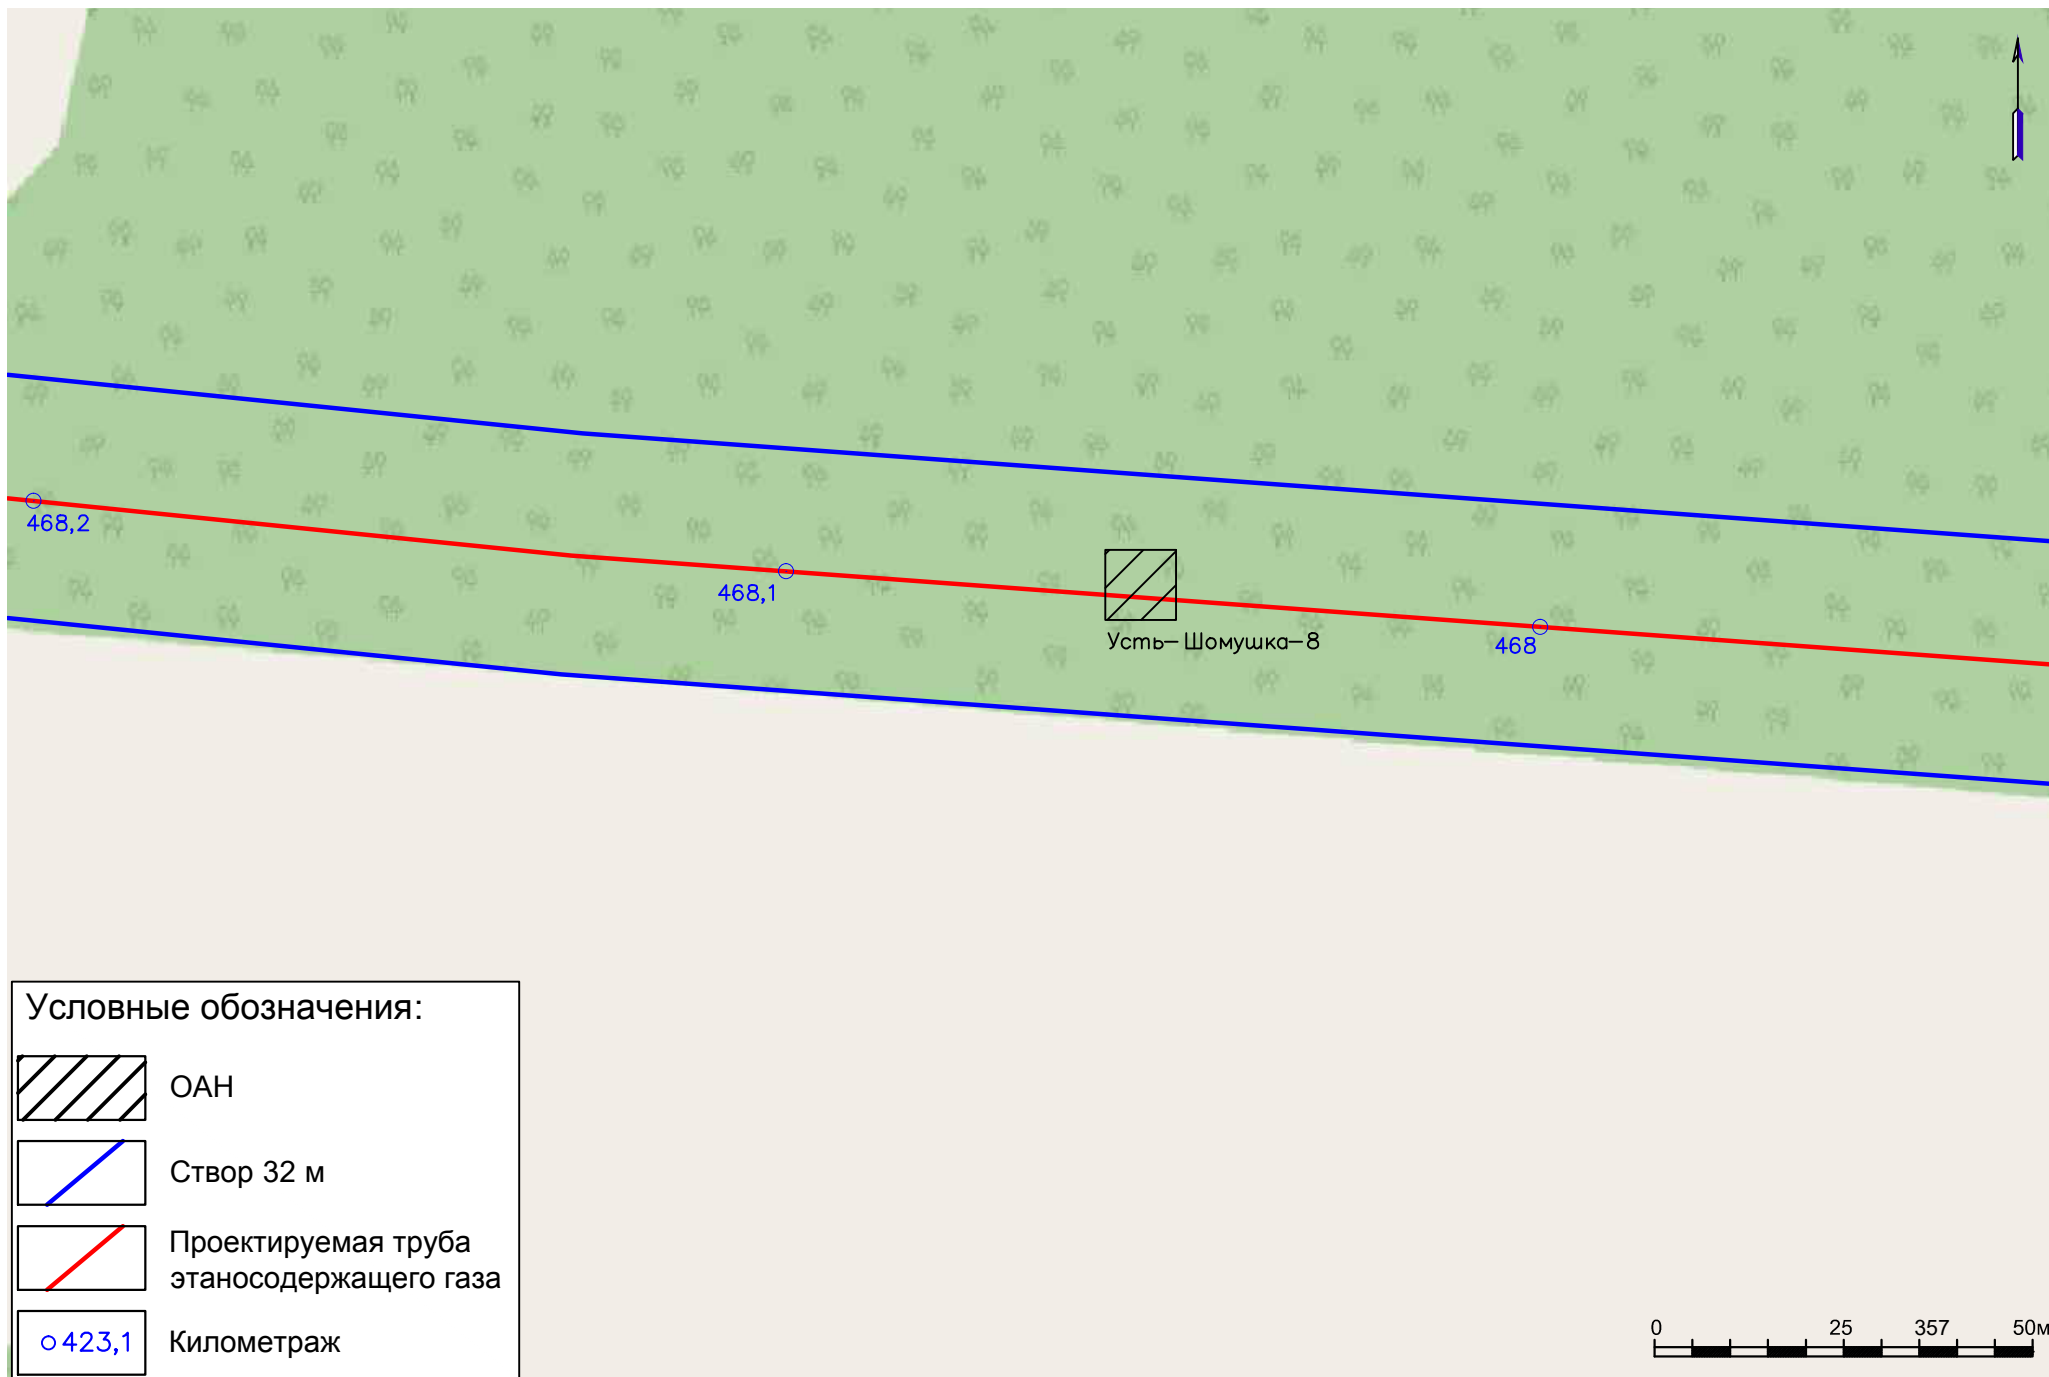 468,2
468,1
Усть-Шомушка-8
468
Условные обозначения:
ОАН
Створ 32 м
Проектируемая труба
этаносодержащего газа
423,1 Километраж
0 25 357 50м